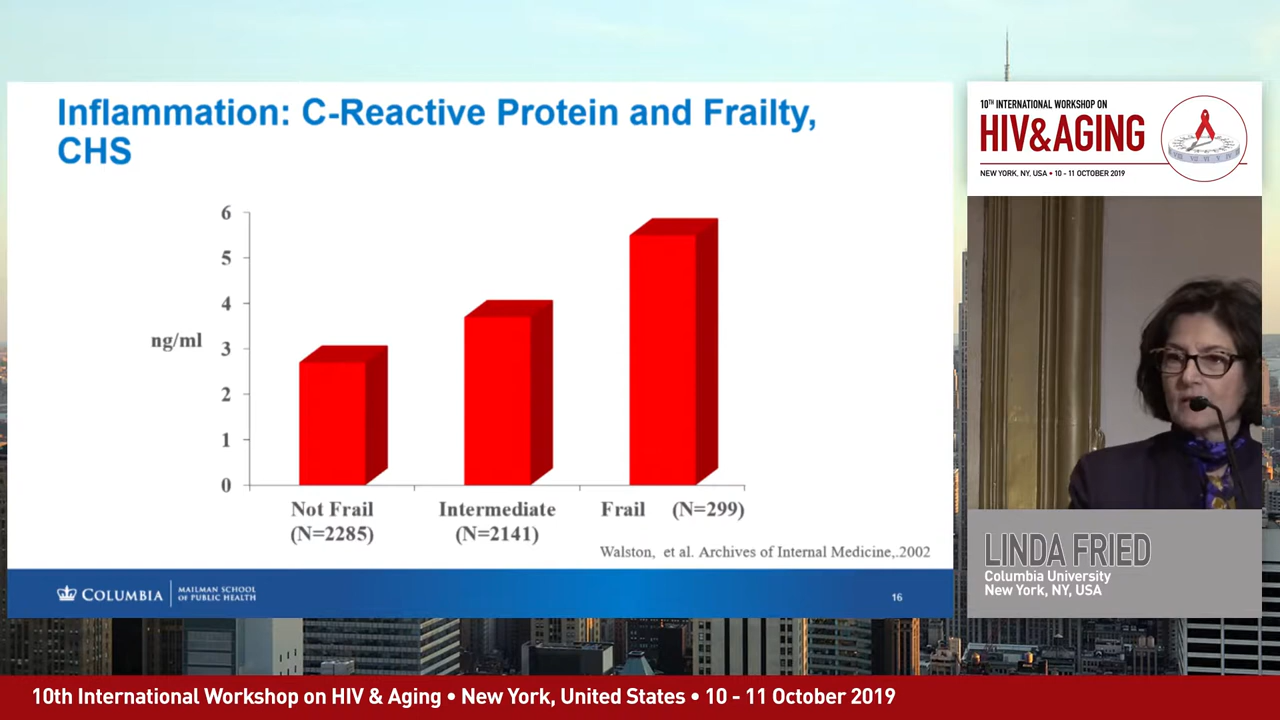 Inflammation: C-Reactive Protein and Frailty,
CHS
6
5
4
ng/ml
3
2
1
0
Not Frail
(N=2285)
Intermediate
(N=2141)
Frail (N=299)
Walston, et al. Archives of Internal Medicine,.2002
COLUMBIA
MAILMAN SCHOOL
OF PUBLIC HEALTH
16
10TH INTERNATIONAL WORKSHOP ON
HIV&AGING
NEW YORK, NY, USA • 10 - 11 OCTOBER 2019
LINDA FRIED
Columbia University
New York, NY, USA
10th International Workshop on HIV & Aging • New York, United States • 10 - 11 October 2019